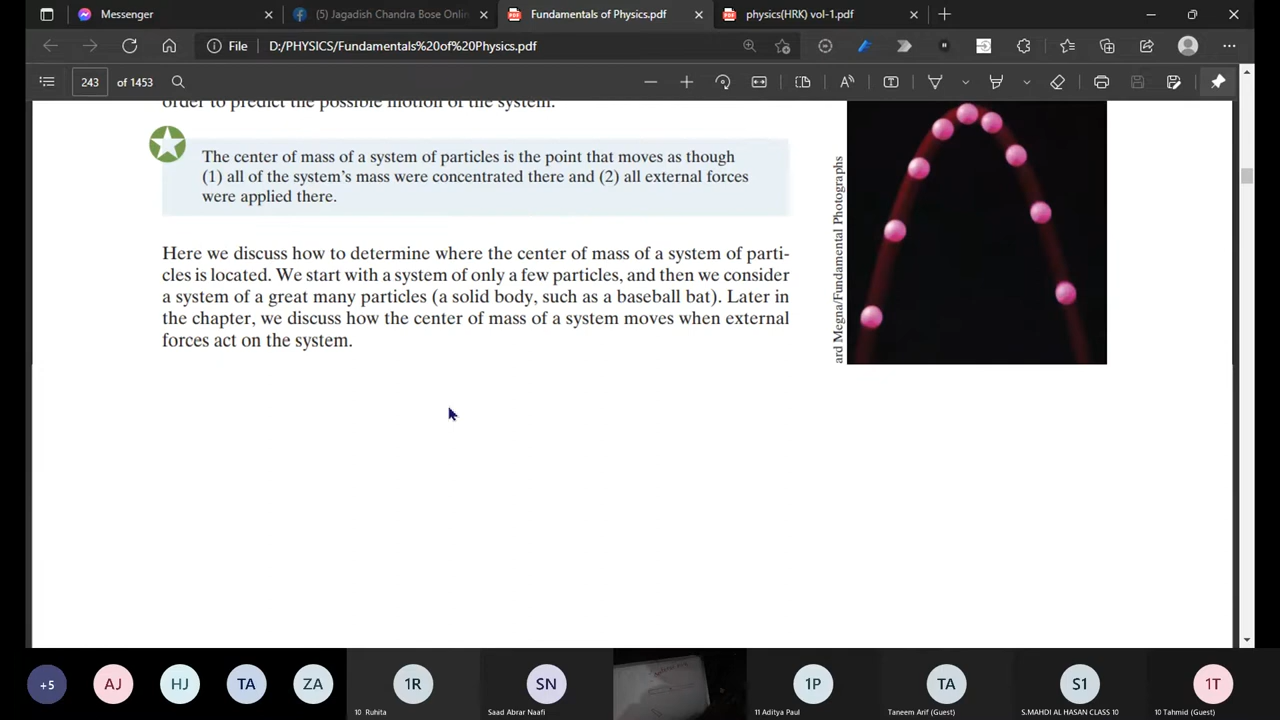 Messenger
(5) Jagadish Chandra Bose Onlin
Fundamentals of Physics.pdf
physics(HRK) vol-1.pdf
File
D:/PHYSICS/Fundamentals%20of%20Physics.pdf
243 of 1453
order to predict the possible motion of the system.
The center of mass of a system of particles is the point that moves as though
(1) all of the system's mass were concentrated there and (2) all external forces
were applied there.
Here we discuss how to determine where the center of mass of a system of parti-
cles is located. We start with a system of only a few particles, and then we consider
a system of a great many particles (a solid body, such as a baseball bat). Later in
the chapter, we discuss how the center of mass of a system moves when external
forces act on the system.
ard Megna/Fundamental Photographs
+5 AJ HJ TA ZA 1R SN 1P TA S1 1T
10 Ruhita
Saad Abrar Naafi
11 Aditya Paul
Taneem Arif (Guest)
S.MAHDI AL HASAN CLASS 10
10 Tahmid (Guest)